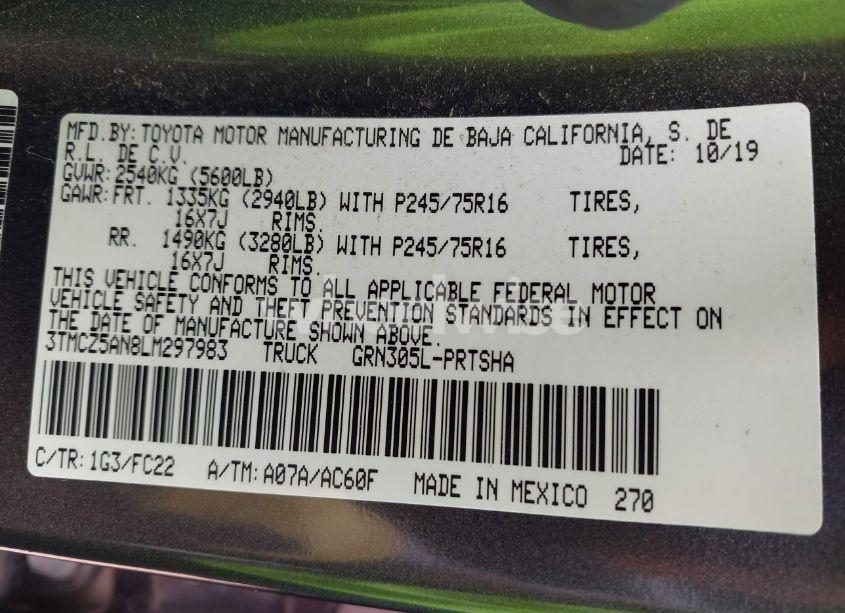 MFD. BY: TOYOTA MOTOR MANUFACTURING DE BAJA CALIFORNIA, S. DE
R.L. DE C.V. DATE: 10/19
GVWR: 2540KG (5600LB)
GAWR: FRT. 1335KG (2940LB) WITH P245/75R16 TIRES,
16X7J RIMS.
RR. 1490KG (3280LB) WITH P245/75R16 TIRES,
16X7J RIMS.
THIS VEHICLE CONFORMS TO ALL APPLICABLE FEDERAL MOTOR
VEHICLE SAFETY AND THEFT PREVENTION STANDARDS IN EFFECT ON
THE DATE OF MANUFACTURE SHOWN ABOVE.
3TMCZ5AN8LM297983 TRUCK GRN305L-PRTSHA
C/TR: 1G3/FC22 A/TM: A07A/AC60F MADE IN MEXICO 270